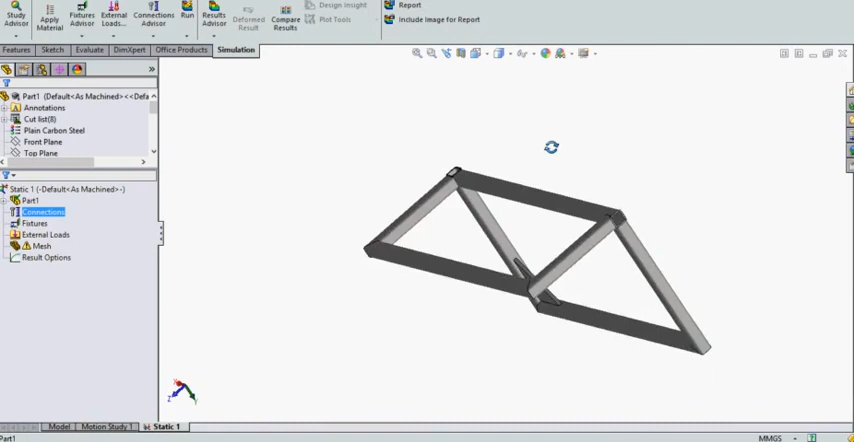 Study Advisor
Apply Material
Fixtures Advisor
External Loads...
Connections Advisor
Run
Results Advisor
Deformed Result
Compare Results
Design Insight
Plot Tools
Report
Include Image for Report
Features
Sketch
Evaluate
DimXpert
Office Products
Simulation
Part1 (Default<As Machined><<Defa
Annotations
Cut list(8)
Plain Carbon Steel
Front Plane
Top Plane
Static 1 (-Default<As Machined>-)
Part1
Connections
Fixtures
External Loads
Mesh
Result Options
Model
Motion Study 1
Static 1
Part1
MMGS